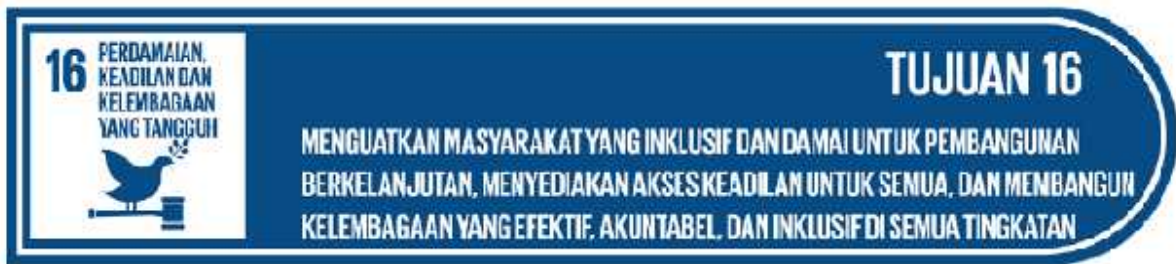 16 PERDAMAIAN,
KEADILAN DAN
KELEMBAGAAN
YANG TANGGUH
TUJUAN 16
MENGUATKAN MASYARAKAT YANG INKLUSIF DAN DAMAI UNTUK PEMBANGUNAN
BERKELANJUTAN, MENYEDIAKAN AKSES KEADILAN UNTUK SEMUA, DAN MEMBANGUN
KELEMBAGAAN YANG EFEKTIF, AKUNTABEL, DAN INKLUSIF DI SEMUA TINGKATAN